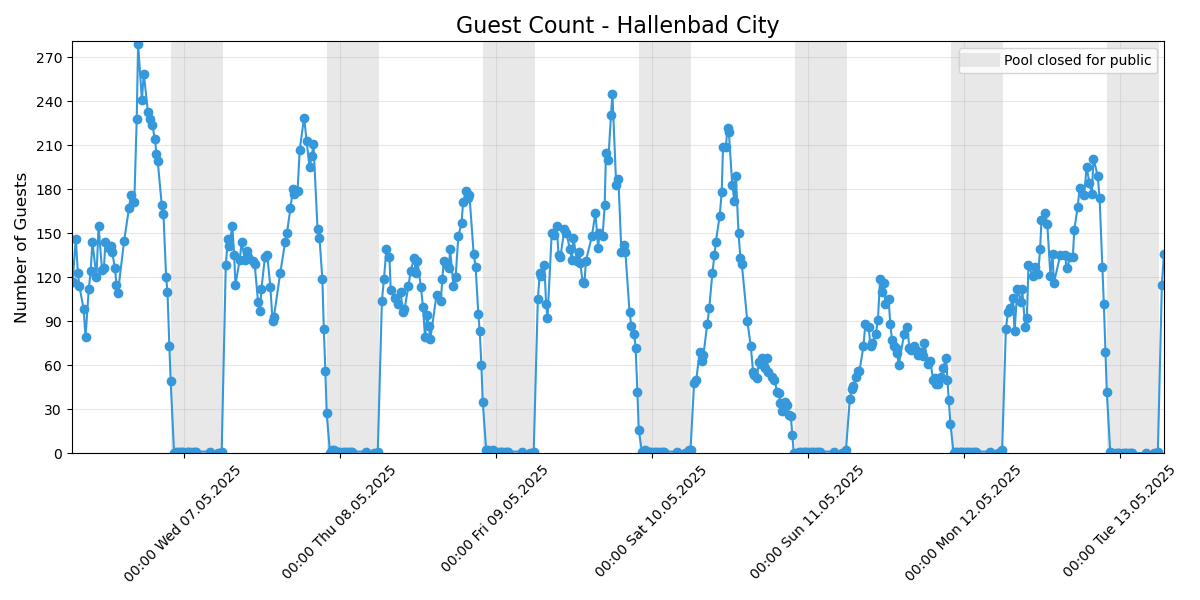 Guest Count - Hallenbad City
Pool closed for public
Number of Guests
270
240
210
180
150
120
90
60
30
0
00:00 Wed 07.05.2025
00:00 Thu 08.05.2025
00:00 Fri 09.05.2025
00:00 Sat 10.05.2025
00:00 Sun 11.05.2025
00:00 Mon 12.05.2025
00:00 Tue 13.05.2025